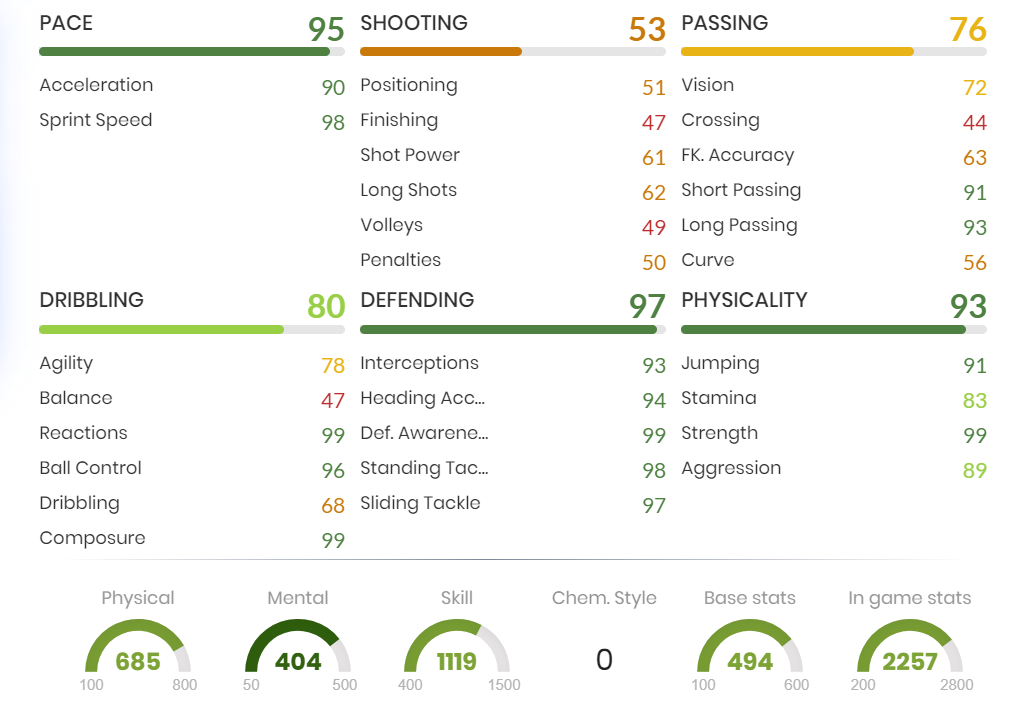 PACE 95 SHOOTING 53 PASSING 76
Acceleration 90 Positioning 51 Vision 72
Sprint Speed 98 Finishing 47 Crossing 44
Shot Power 61 FK. Accuracy 63
Long Shots 62 Short Passing 91
Volleys 49 Long Passing 93
Penalties 50 Curve 56
DRIBBLING 80 DEFENDING 97 PHYSICALITY 93
Agility 78 Interceptions 93 Jumping 91
Balance 47 Heading Acc... 94 Stamina 83
Reactions 99 Def. Awarene... 99 Strength 99
Ball Control 96 Standing Tac... 98 Aggression 89
Dribbling 68 Sliding Tackle 97
Composure 99
Physical Mental Skill Chem. Style Base stats In game stats
685 404 1119 0 494 2257
100 800 50 500 400 1500 100 600 200 2800